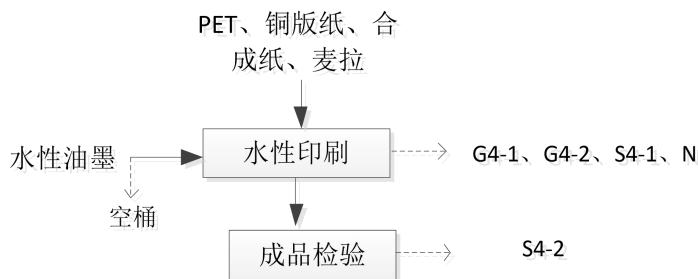 PET、铜版纸、合
成纸、麦拉
水性油墨
水性印刷
G4-1、G4-2、S4-1、N
空桶
成品检验
S4-2